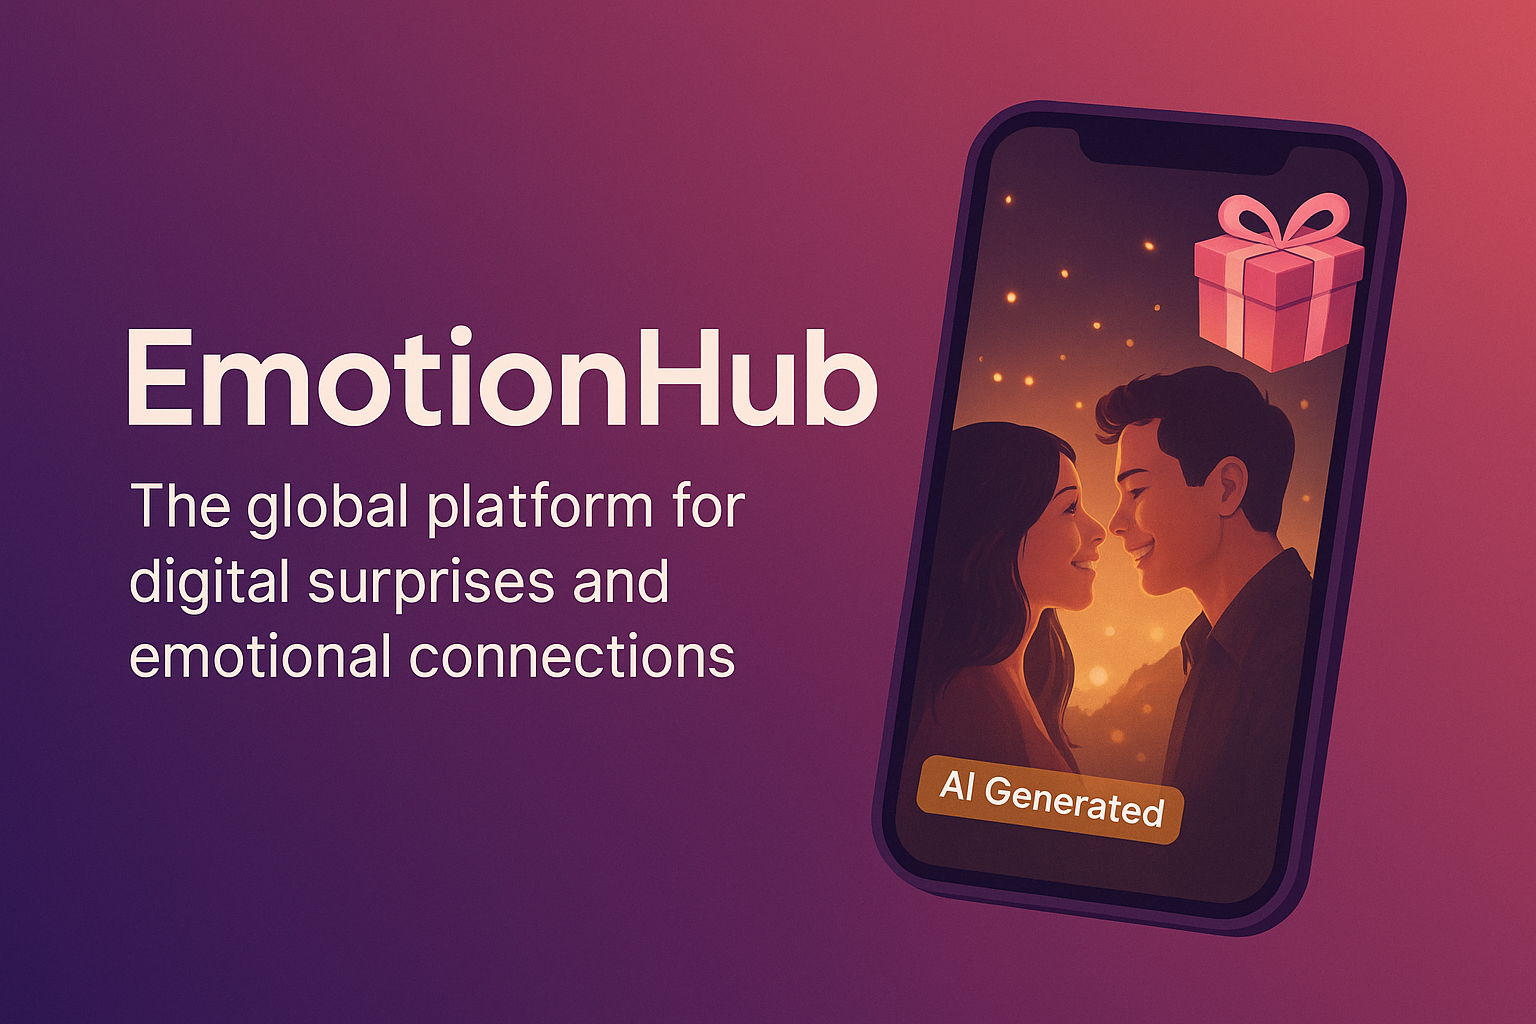 EmotionHub
The global platform for
digital surprises and
emotional connections
AI Generated